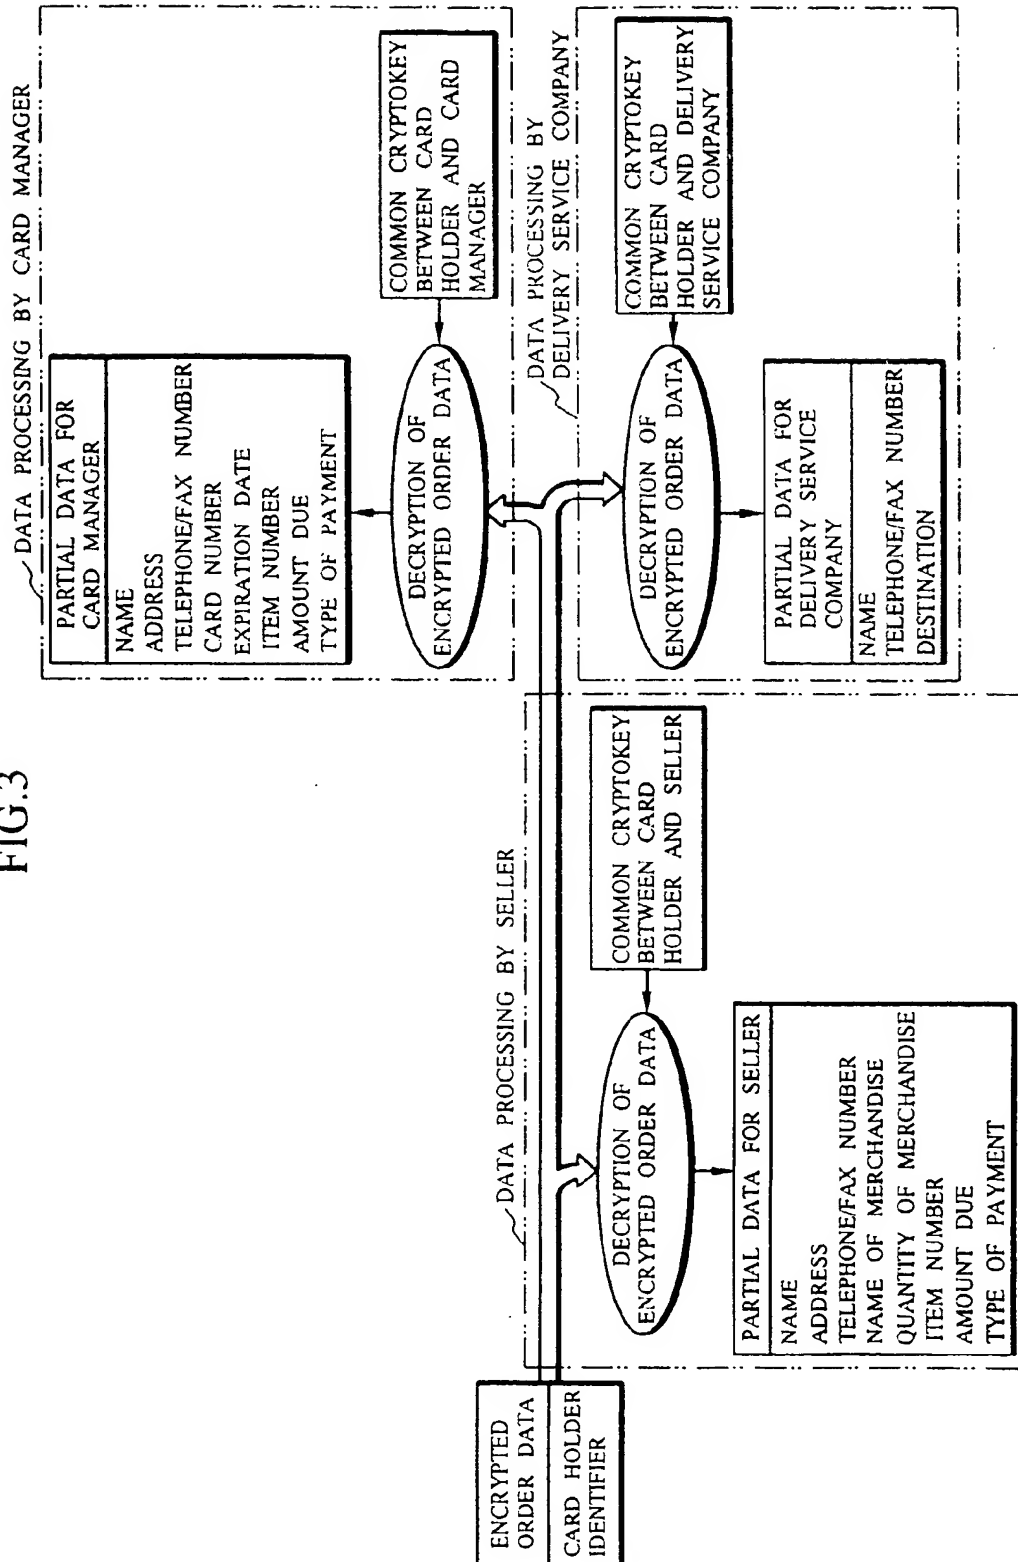 FIG.3
DATA PROCESSING BY CARD MANAGER
PARTIAL DATA FOR
CARD MANAGER
NAME
ADDRESS
TELEPHONE/FAX NUMBER
CARD NUMBER
EXPIRATION DATE
ITEM NUMBER
AMOUNT DUE
TYPE OF PAYMENT
DECRYPTION OF
ENCRYPTED ORDER DATA
COMMON CRYPTOKEY
BETWEEN CARD
HOLDER AND CARD
MANAGER
DATA PROCESSING BY
DELIVERY SERVICE COMPANY
COMMON CRYPTOKEY
BETWEEN CARD
HOLDER AND DELIVERY
SERVICE COMPANY
DECRYPTION OF
ENCRYPTED ORDER DATA
PARTIAL DATA FOR
DELIVERY SERVICE
COMPANY
NAME
TELEPHONE/FAX NUMBER
DESTINATION
DATA PROCESSING BY SELLER
COMMON CRYPTOKEY
BETWEEN CARD
HOLDER AND SELLER
DECRYPTION OF
ENCRYPTED ORDER DATA
PARTIAL DATA FOR SELLER
NAME
ADDRESS
TELEPHONE/FAX NUMBER
NAME OF MERCHANDISE
QUANTITY OF MERCHANDISE
ITEM NUMBER
AMOUNT DUE
TYPE OF PAYMENT
ENCRYPTED
ORDER DATA
CARD HOLDER
IDENTIFIER